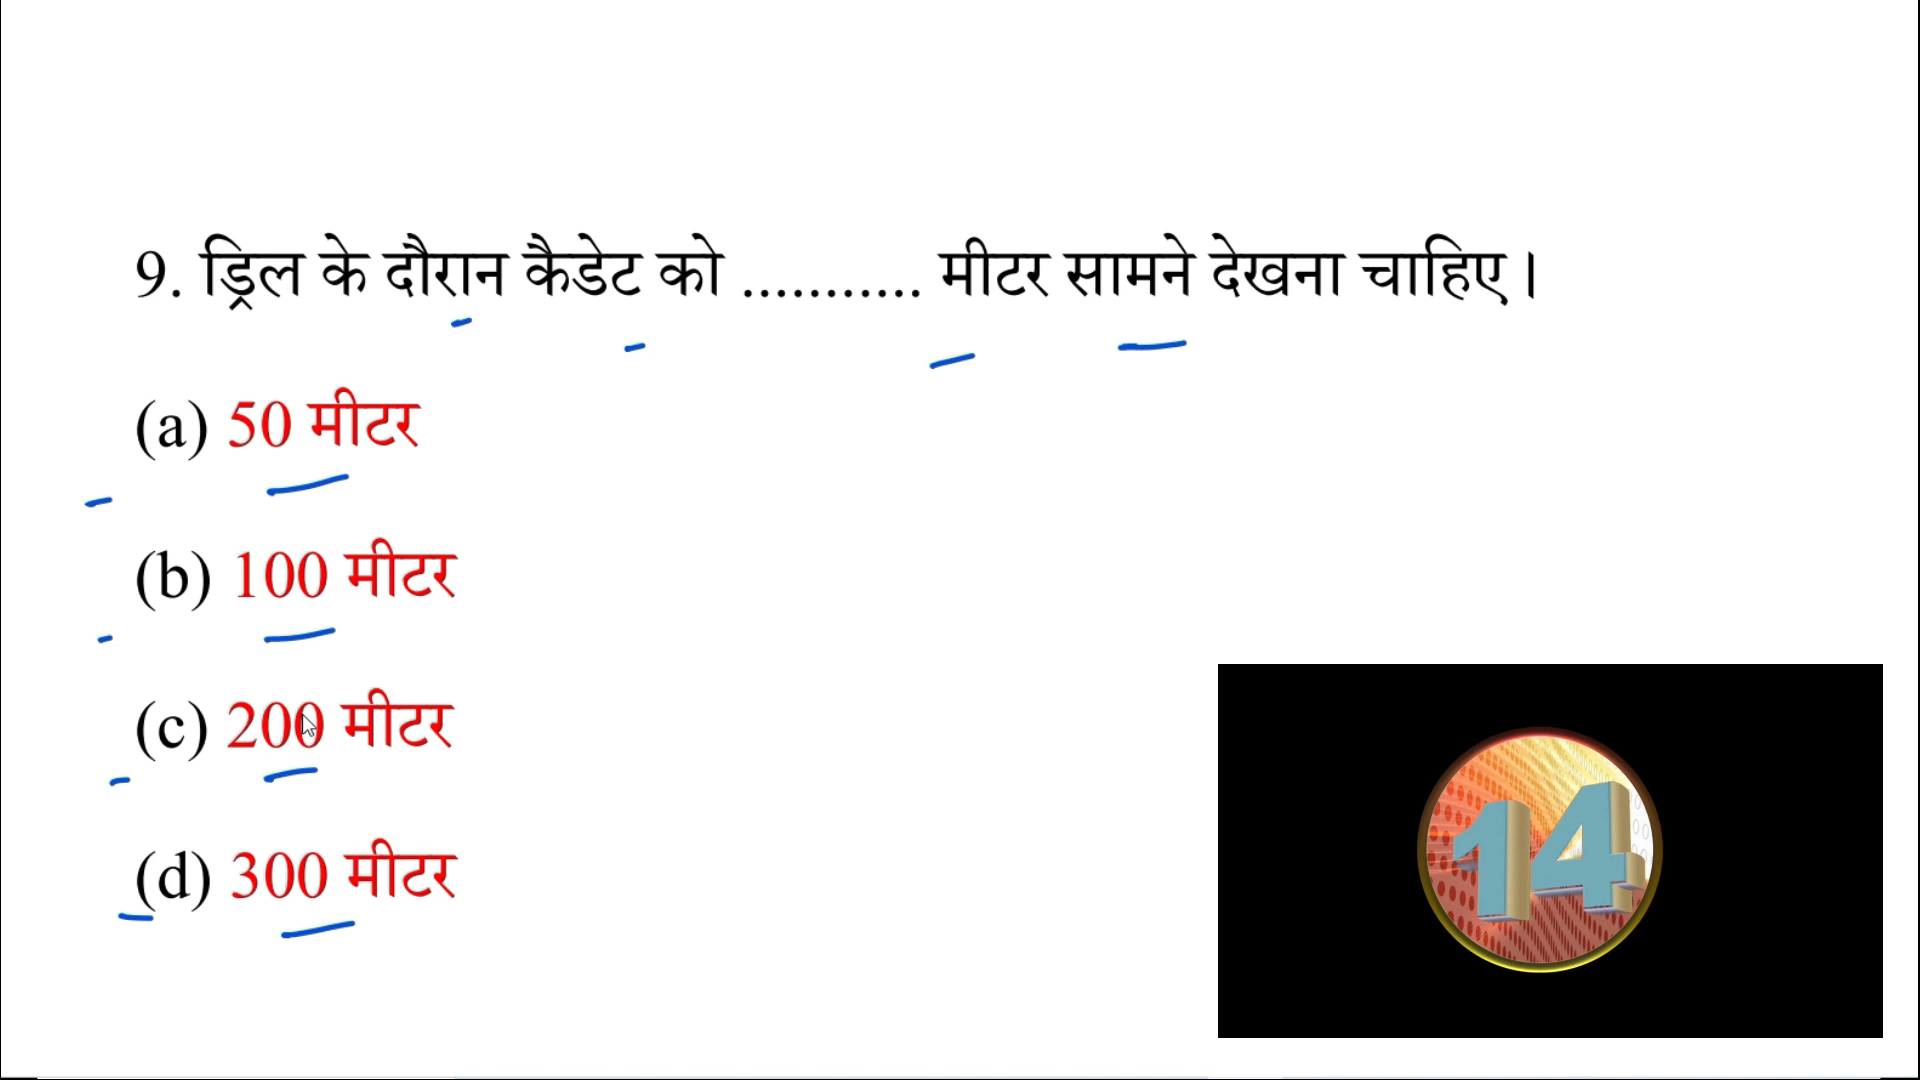 9. ड्रिल के दौरान कैडेट को ........... मीटर सामने देखना चाहिए।
(a) 50 मीटर
(b) 100 मीटर
(c) 200 मीटर
(d) 300 मीटर
14